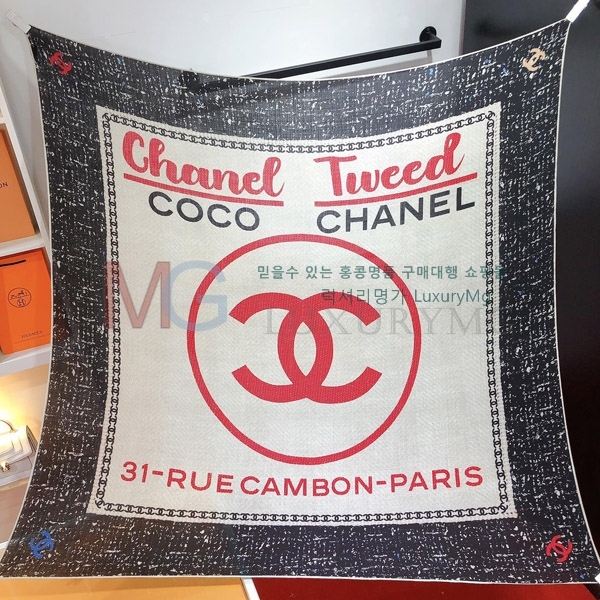 Chanel Tweed
COCO CHANEL
믿을수 있는 홍콩명품 구매대행 쇼핑몰
럭셔리명가 LuxuryMg
MG LUXURYMG
31-RUE CAMBON-PARIS